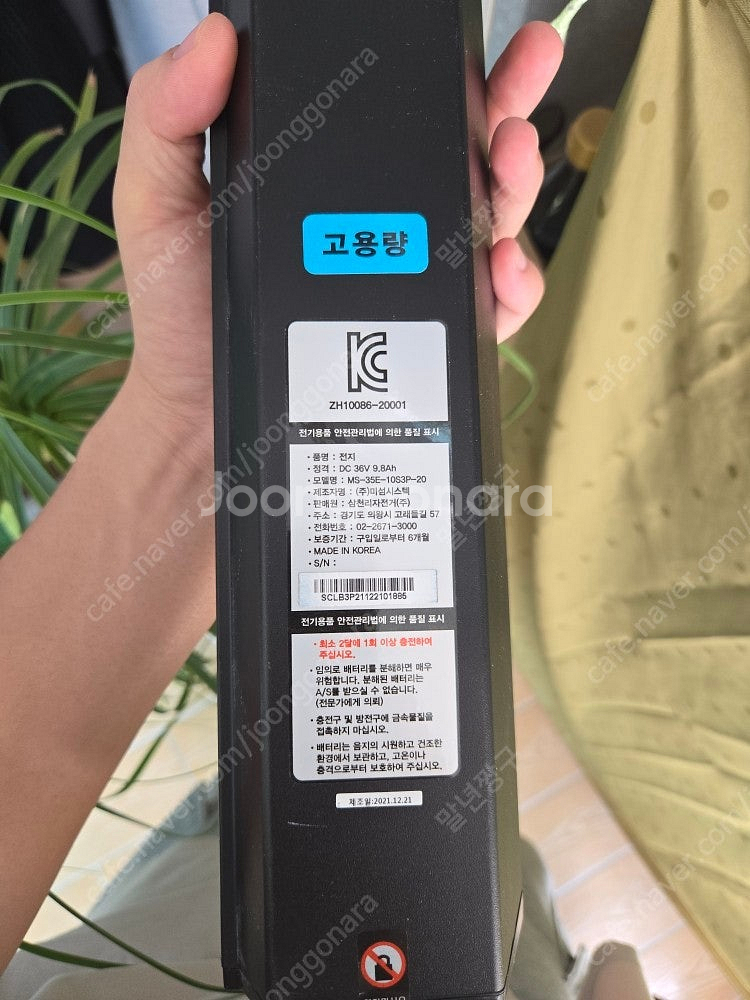 고용량
KC
ZH10086-20001
전기용품 안전관리법에 의한 품질 표시
· 품명 : 전지
· 정격 : DC 36V 9,8Ah
· 모델명 : MS-35E-10S3P-20
· 제조자명 : (주)미섭시스텍
· 판매원 : 삼천리자전거(주)
· 주소 : 경기도 의왕시 고래들길 57
· 전화번호 : 02-2671-3000
· 보증기간 : 구입일로부터 6개월
· MADE IN KOREA
· S/N :
SCLB3P21122101885
전기용품 안전관리법에 의한 품질 표시
· 최소 2달에 1회 이상 충전하여
주십시오.
· 임의로 배터리를 분해하면 매우
위험합니다. 분해된 배터리는
A/S를 받으실 수 없습니다.
(전문가에게 의뢰)
· 충전구 및 방전구에 금속물질을
접촉하지 마십시오.
· 배터리는 음지의 시원하고 건조한
환경에서 보관하고, 고온이나
충격으로부터 보호하여 주십시오.
제조일:2021.12.21
Joonggonara
cafe.naver.com/joonggonara
말년짱구